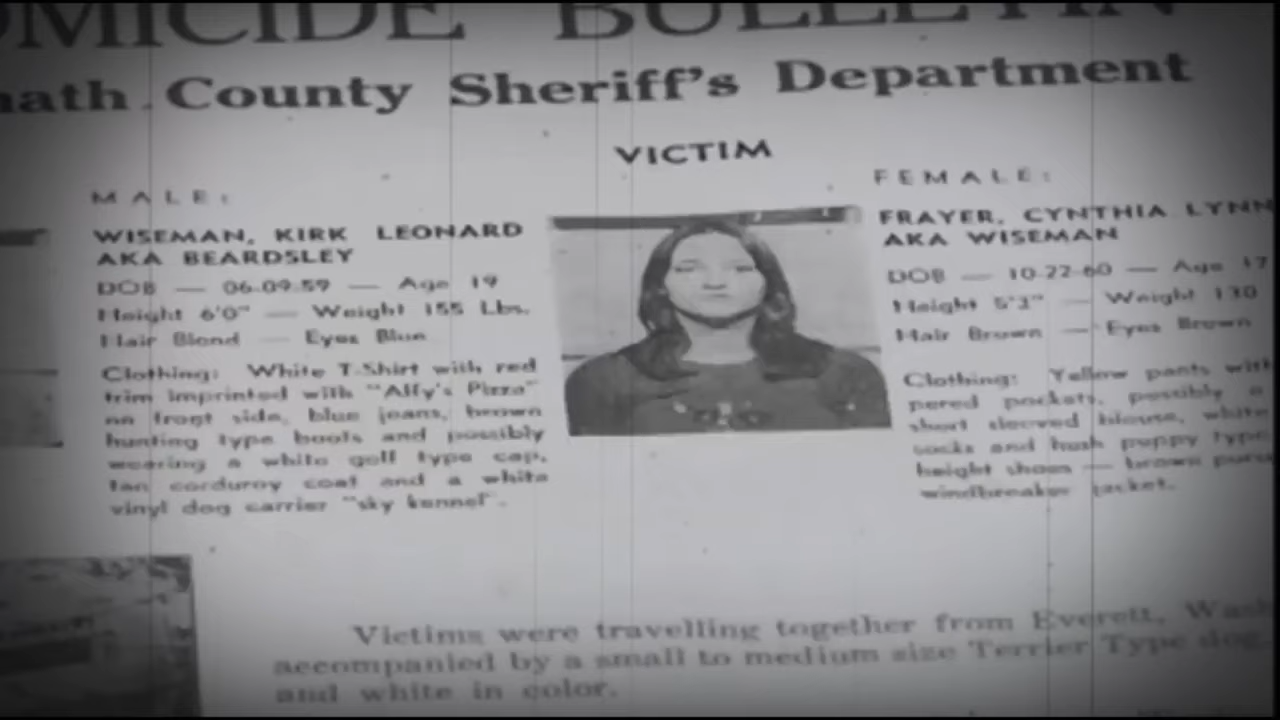 OMICIDE BULLETIN
math County Sheriff's Department
VICTIM
MALE:
WISEMAN, KIRK LEONARD
AKA BEARDSLEY
DOB — 06-09-59 — Age 19
Height 6'0" — Weight 155 Lbs.
Hair Blond — Eyes Blue
Clothing: White T-Shirt with red
trim imprinted with "Alfy's Pizza"
on front side, blue jeans, brown
hunting type boots and possibly
wearing a white golf type cap,
tan corduroy coat and a white
vinyl dog carrier "sky kennel".
FEMALE:
FRAYER, CYNTHIA LYNN
AKA WISEMAN
DOB — 10-22-60 — Age 17
Height — Weight 130
Hair Brown — Eyes Brown
Clothing: Yellow pants with
pered pockets, possibly a
short sleeved blouse, white
socks and hush puppy type
height shoes — brown purse
windbreaker jacket.
Victims were travelling together from Everett, Wash
accompanied by a small to medium size Terrier Type dog,
and white in color.